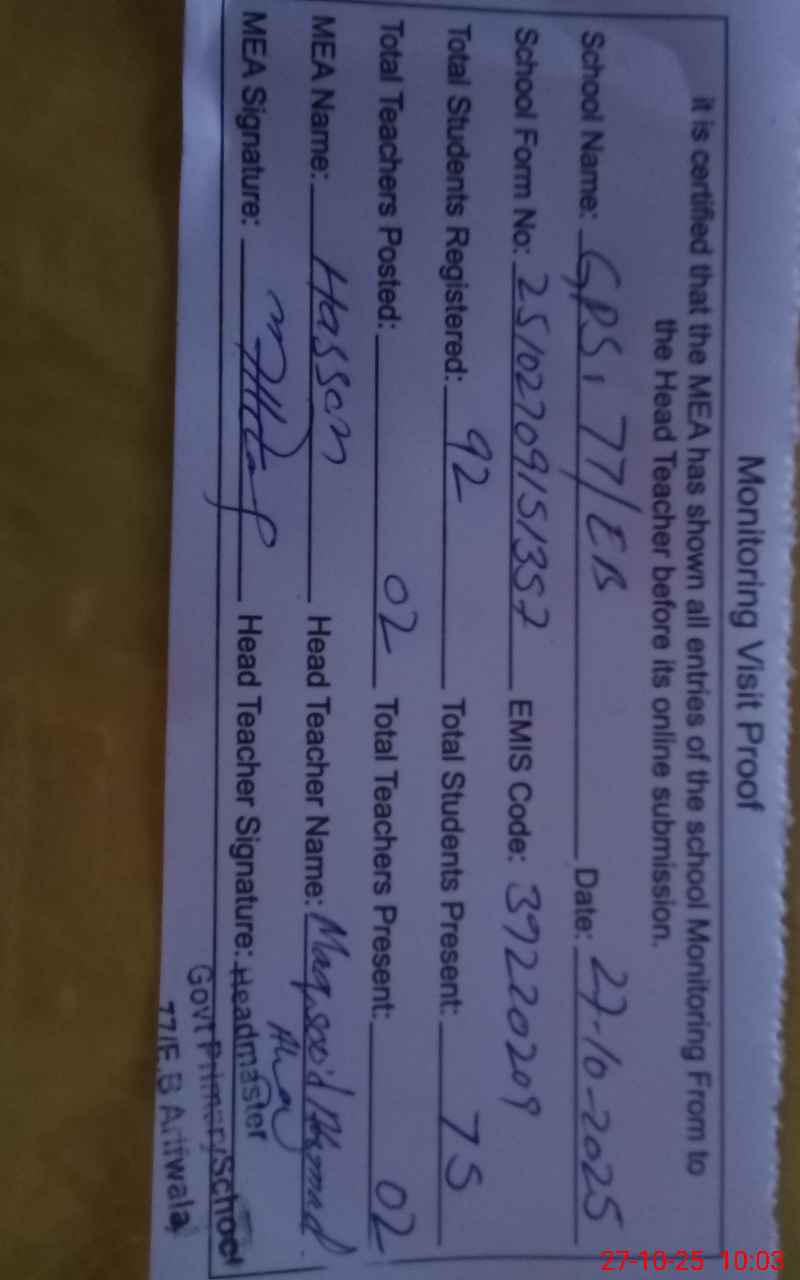 Monitoring Visit Proof
it is certified that the MEA has shown all entries of the school Monitoring From to
the Head Teacher before its online submission.
School Name: GPS, 77/EB Date: 27-10-2025
School Form No: 25102709151357 EMIS Code: 39220209
Total Students Registered: 92 Total Students Present: 75
Total Teachers Posted: 02 Total Teachers Present: 02
MEA Name: Hassan Head Teacher Name: Maqsood Ahmad
MEA Signature: Head Teacher Signature:
Headmaster
Govt Primary School
77/E.B Arifwala
27-10-25 10:03